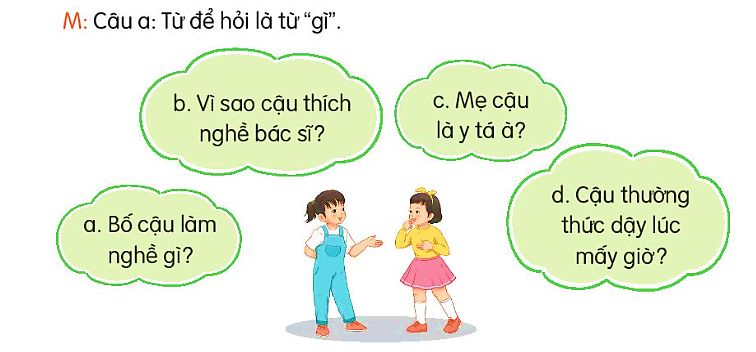 M: Câu a: Từ để hỏi là từ “gì”.
b. Vì sao cậu thích
nghề bác sĩ?
c. Mẹ cậu
là y tá à?
a. Bố cậu làm
nghề gì?
d. Cậu thường
thức dậy lúc
mấy giờ?